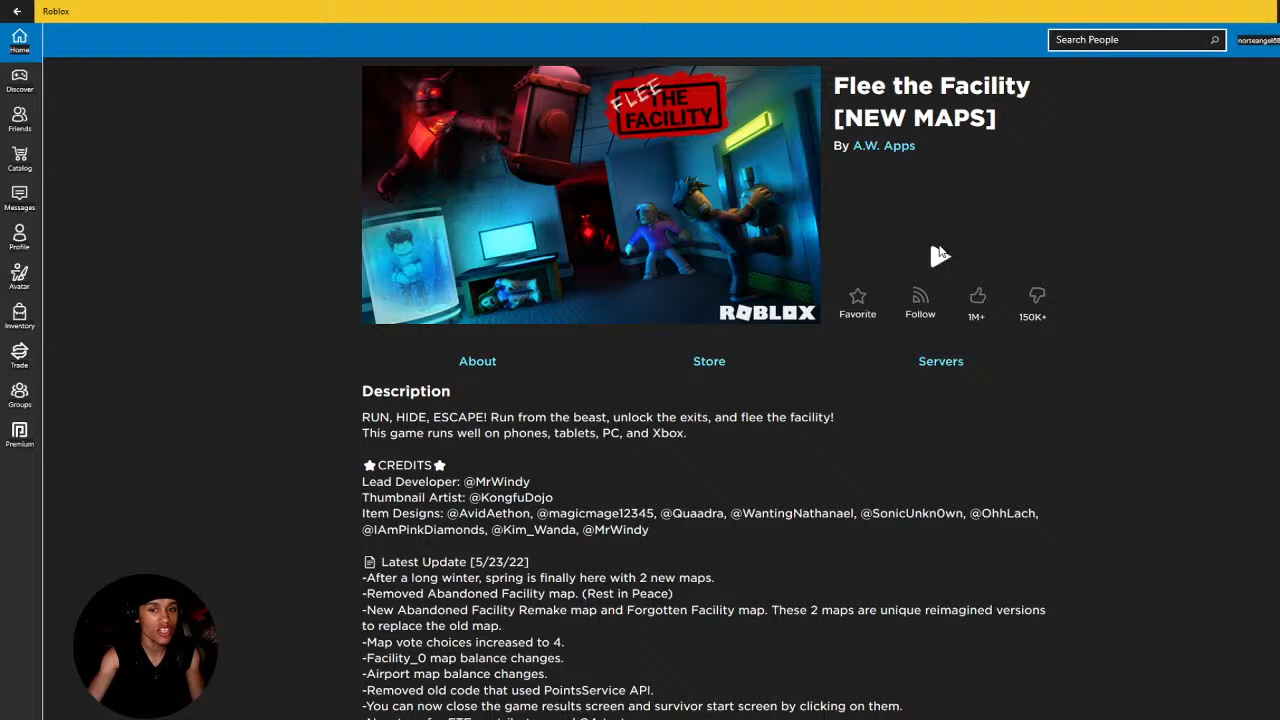 Roblox
Home
Search People
norseangel68
Discover
Friends
Catalog
Messages
Profile
Avatar
Inventory
Trade
Groups
Premium
FLEE THE
FACILITY
ROBLOX
Flee the Facility
[NEW MAPS]
By A.W. Apps
Favorite
Follow
1M+
150K+
About
Store
Servers
Description
RUN, HIDE, ESCAPE! Run from the beast, unlock the exits, and flee the facility!
This game runs well on phones, tablets, PC, and Xbox.
⭐CREDITS⭐
Lead Developer: @MrWindy
Thumbnail Artist: @KongfuDojo
Item Designs: @AvidAethon, @magicmage12345, @Quaadra, @WantingNathanael, @SonicUnkn0wn, @OhhLach,
@IAmPinkDiamonds, @Kim_Wanda, @MrWindy
📄 Latest Update [5/23/22]
-After a long winter, spring is finally here with 2 new maps.
-Removed Abandoned Facility map. (Rest in Peace)
-New Abandoned Facility Remake map and Forgotten Facility map. These 2 maps are unique reimagined versions
to replace the old map.
-Map vote choices increased to 4.
-Facility_0 map balance changes.
-Airport map balance changes.
-Removed old code that used PointsService API.
-You can now close the game results screen and survivor start screen by clicking on them.